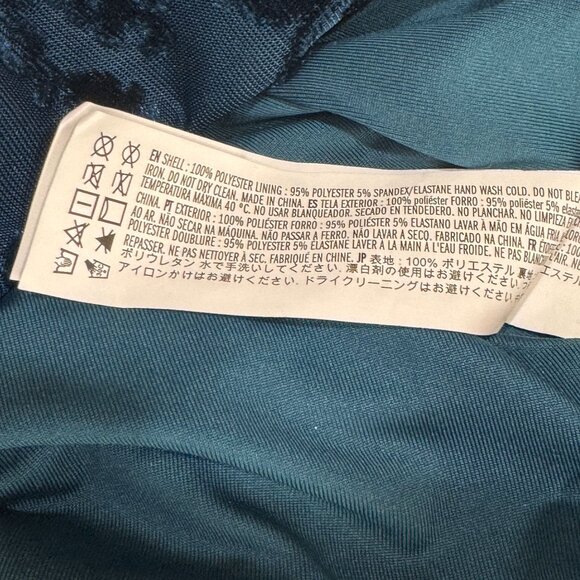 EN SHELL : 100% POLYESTER LINING : 95% POLYESTER 5% SPANDEX/ELASTANE HAND WASH COLD. DO NOT BLEA
IRON. DO NOT DRY CLEAN. MADE IN CHINA. ES TELA EXTERIOR : 100% poliéster FORRO : 95% poliéster 5%
TEMPERATURA MÁXIMA 40 °C. NO USAR BLANQUEADOR. SECADO EN TENDEDERO. NO PLANCHAR. NO LIMPIEZA
CHINA. PT EXTERIOR: 100% POLIÉSTER FORRO: 95% POLIÉSTER 5% ELASTANO LAVAR À MÃO EM ÁGUA FRIA
AO AR. NÃO SECAR NA MÁQUINA. NÃO PASSAR A FERRO. NÃO LAVAR A SECO. FABRICADO NA CHINA. FR
POLYESTER DOUBLURE : 95% POLYESTER 5% ÉLASTANE LAVER À LA MAIN À L'EAU FROIDE. NE PAS BLANC
REPASSER. NE PAS NETTOYER À SEC. FABRIQUÉ EN CHINE. JP 表地 : 100% ポリエステル 裏
ポリウレタン 水で手洗いしてください。漂白剤の使用はお避けください
アイロンかけはお避けください。ドライクリーニングはお避けください